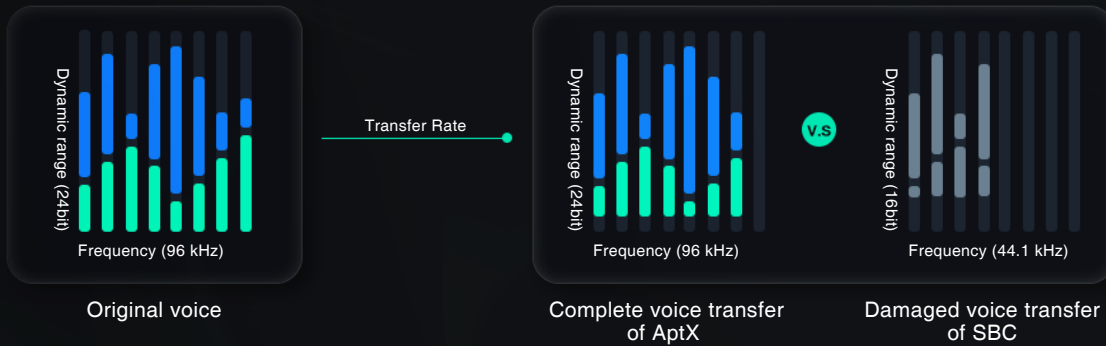 Dynamic range (24bit)
Frequency (96 kHz)
Original voice
Transfer Rate
Dynamic range (24bit)
Frequency (96 kHz)
Complete voice transfer
of AptX
V.S
Dynamic range (16bit)
Frequency (44.1 kHz)
Damaged voice transfer
of SBC